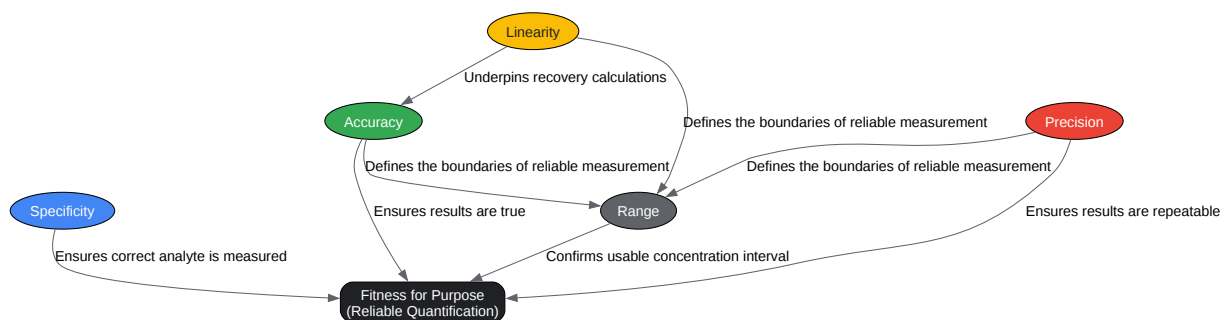 Linearity
Underpins recovery calculations
Accuracy
Defines the boundaries of reliable measurement
Precision
Defines the boundaries of reliable measurement
Defines the boundaries of reliable measurement
Specificity
Ensures results are true
Range
Ensures results are repeatable
Ensures correct analyte is measured
Confirms usable concentration interval
Fitness for Purpose
(Reliable Quantification)